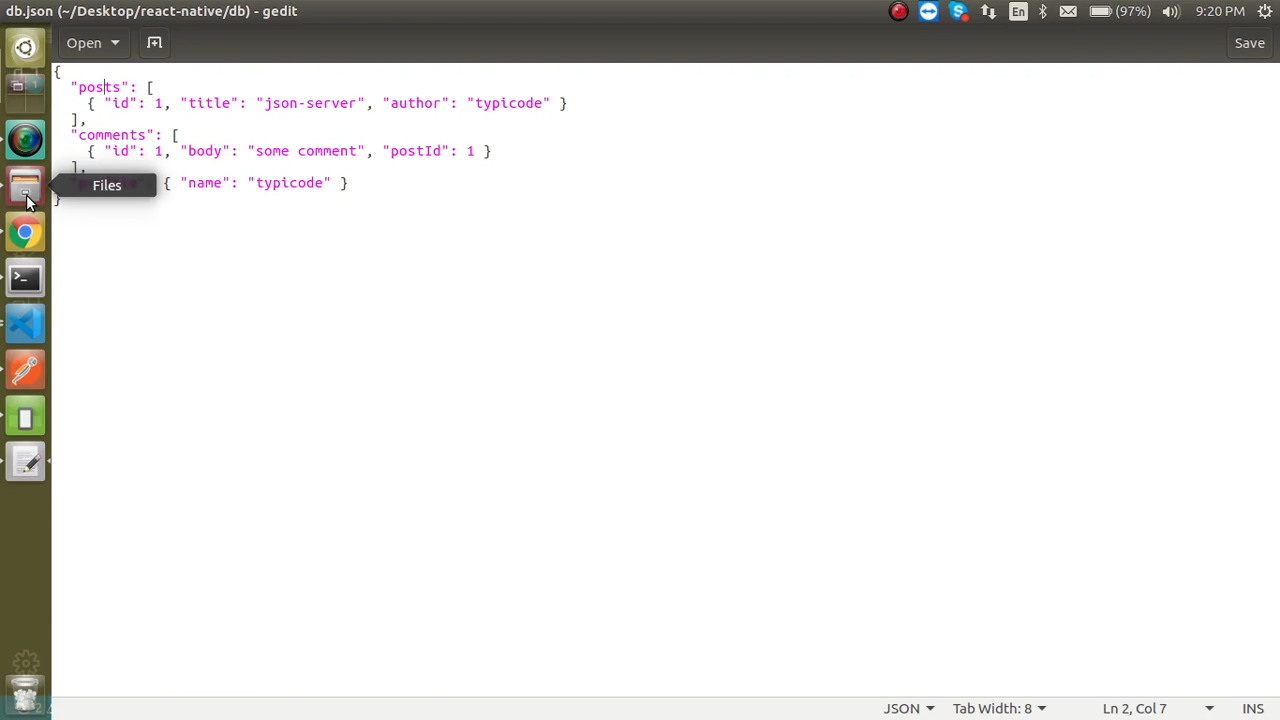 db.json (~/Desktop/react-native/db) - gedit
En
(97%)
9:20 PM
Open
Save
{
"posts": [
{ "id": 1, "title": "json-server", "author": "typicode" }
],
"comments": [
{ "id": 1, "body": "some comment", "postId": 1 }
],
{ "name": "typicode" }
}
Files
JSON
Tab Width: 8
Ln 2, Col 7
INS